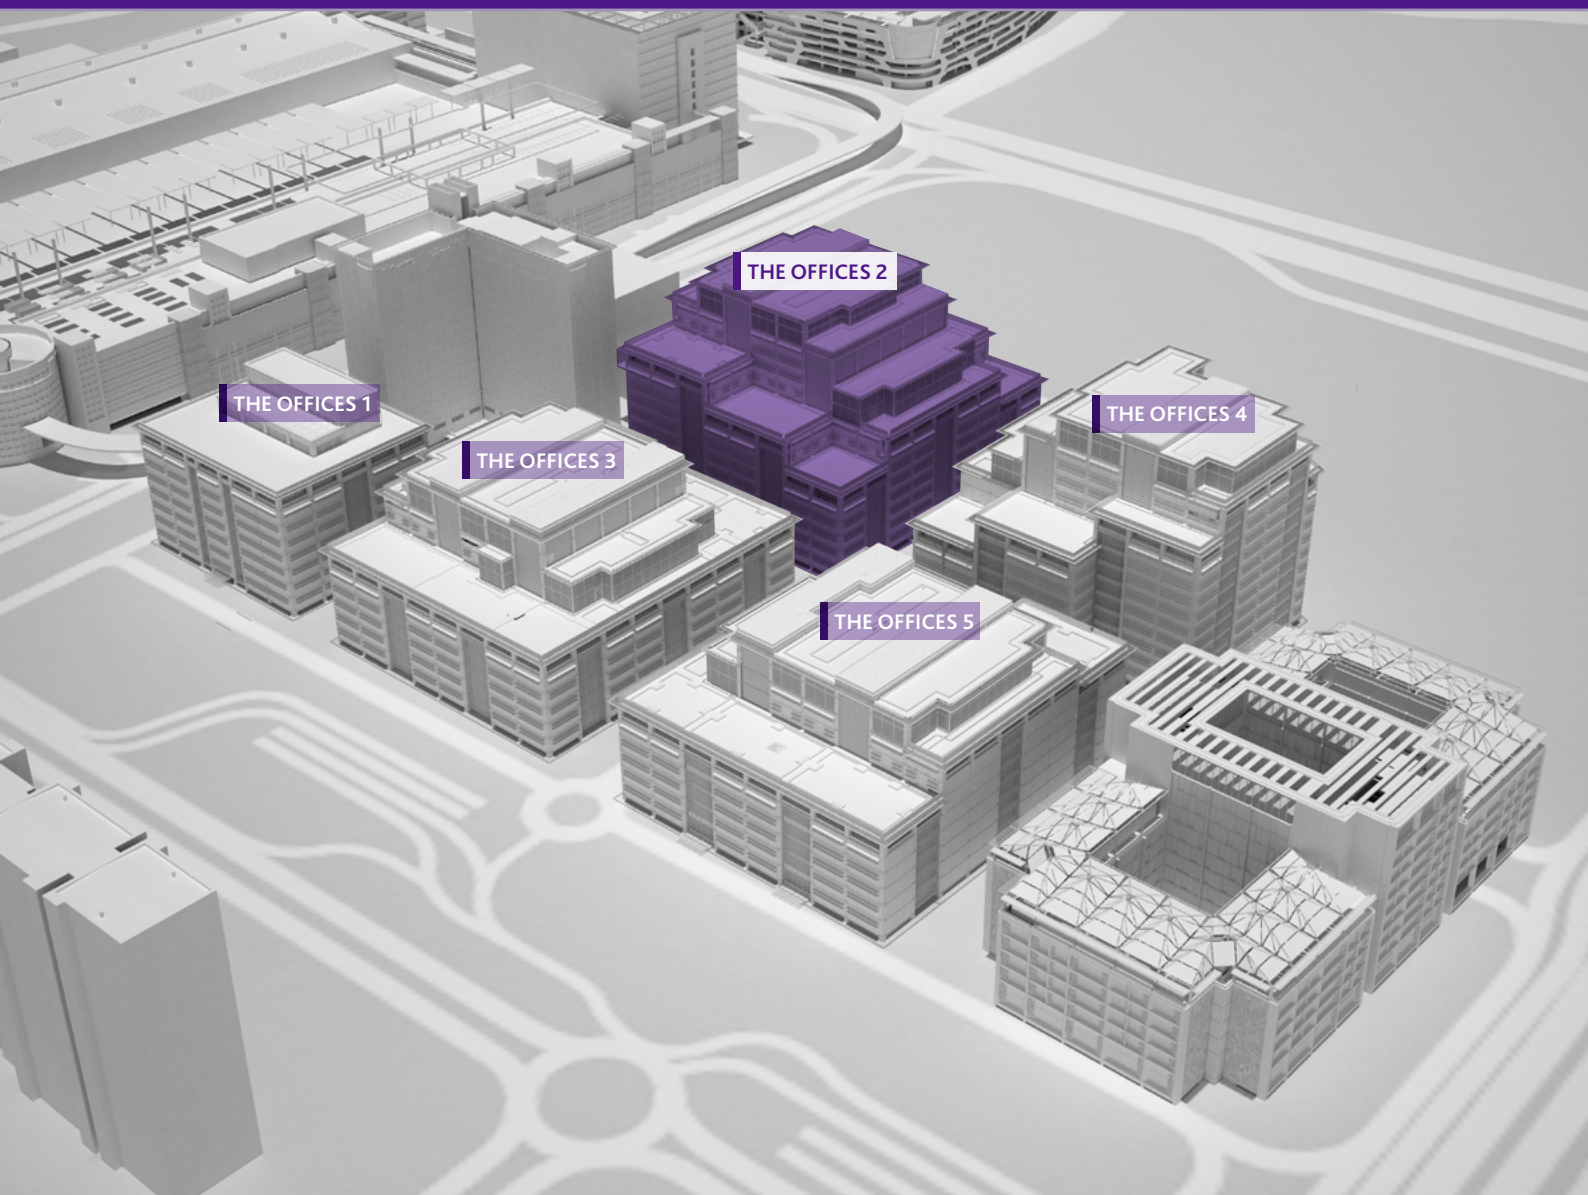 THE OFFICES 2
THE OFFICES 1
THE OFFICES 4
THE OFFICES 3
THE OFFICES 5